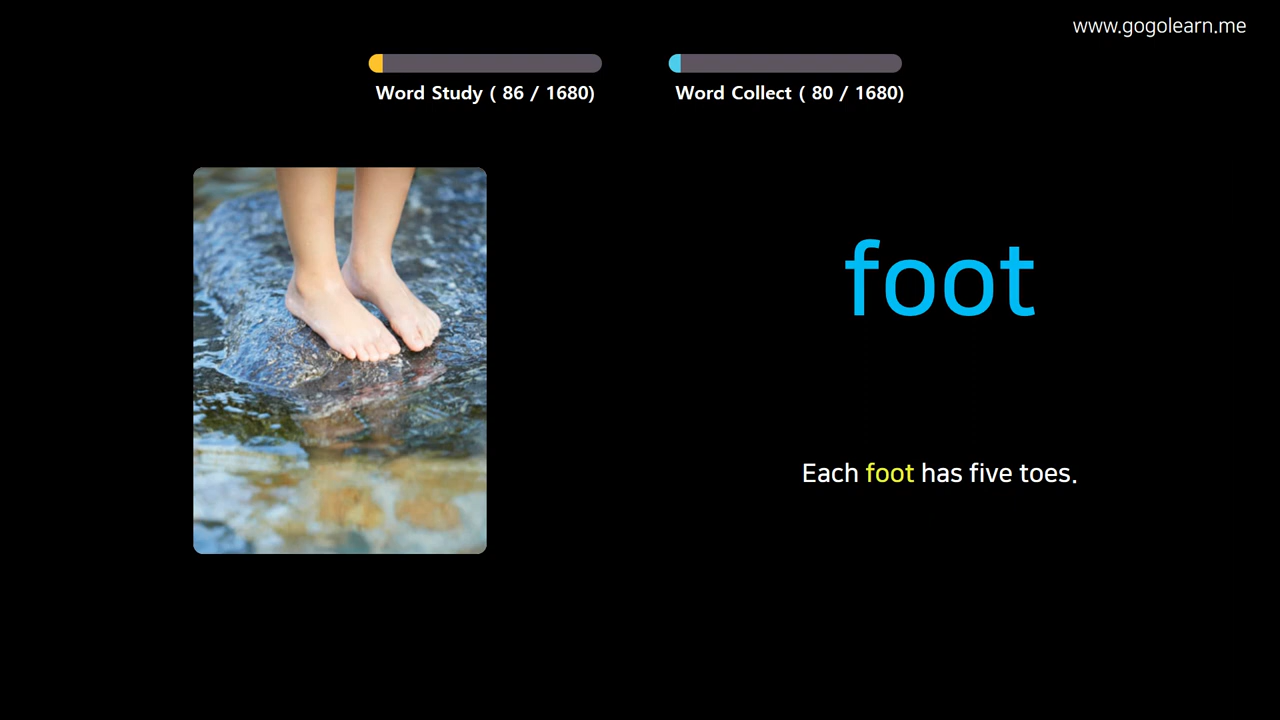 www.gogolearn.me
Word Study ( 86 / 1680)
Word Collect ( 80 / 1680)
foot
Each foot has five toes.